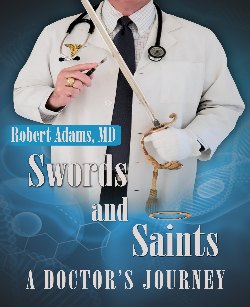 Robert Adams, MD
Swords
and
Saints
A DOCTOR'S JOURNEY